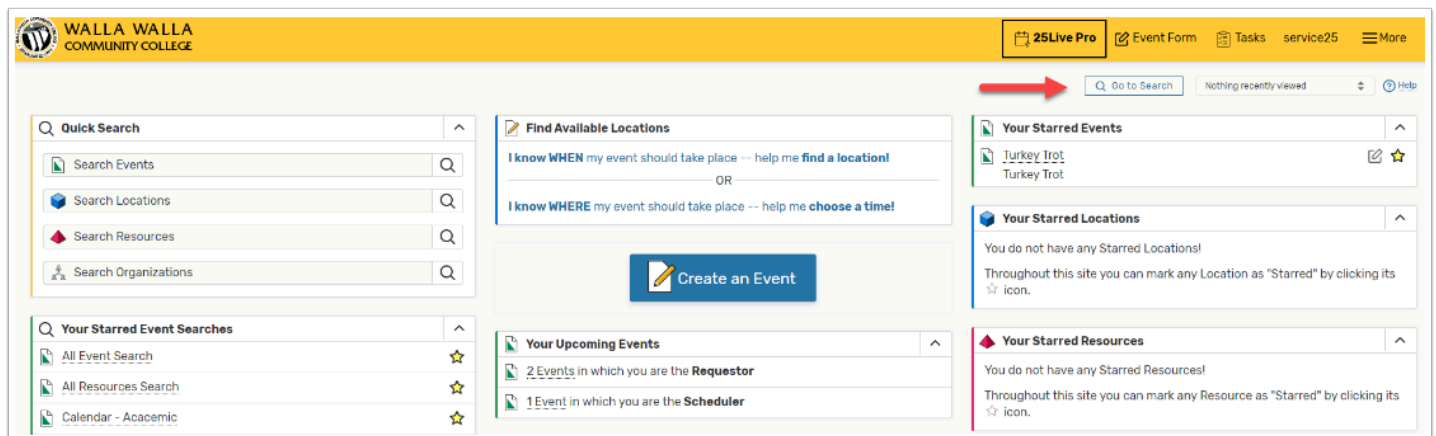 WALLA WALLA
COMMUNITY COLLEGE
25Live Pro
Event Form
Tasks
service25
More
Go to Search
Nothing recently viewed
Help
Quick Search
Search Events
Search Locations
Search Resources
Search Organizations
Your Starred Event Searches
All Event Search
All Resources Search
Calendar - Acacemic
Find Available Locations
I know WHEN my event should take place -- help me find a location!
OR
I know WHERE my event should take place -- help me choose a time!
Create an Event
Your Upcoming Events
2 Events in which you are the Requestor
1 Event in which you are the Scheduler
Your Starred Events
Turkey Trot
Turkey Trot
Your Starred Locations
You do not have any Starred Locations!
Throughout this site you can mark any Location as "Starred" by clicking its
icon.
Your Starred Resources
You do not have any Starred Resources!
Throughout this site you can mark any Resource as "Starred" by clicking its
icon.